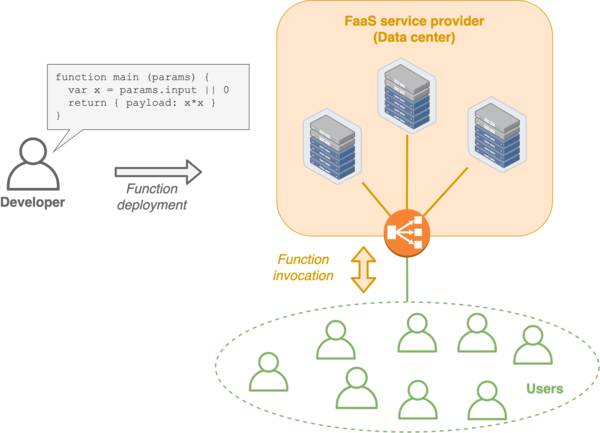 FaaS service provider
(Data center)
function main (params) {
var x = params.input || 0
return { payload: x*x }
}
Developer
Function
deployment
Function
invocation
Users